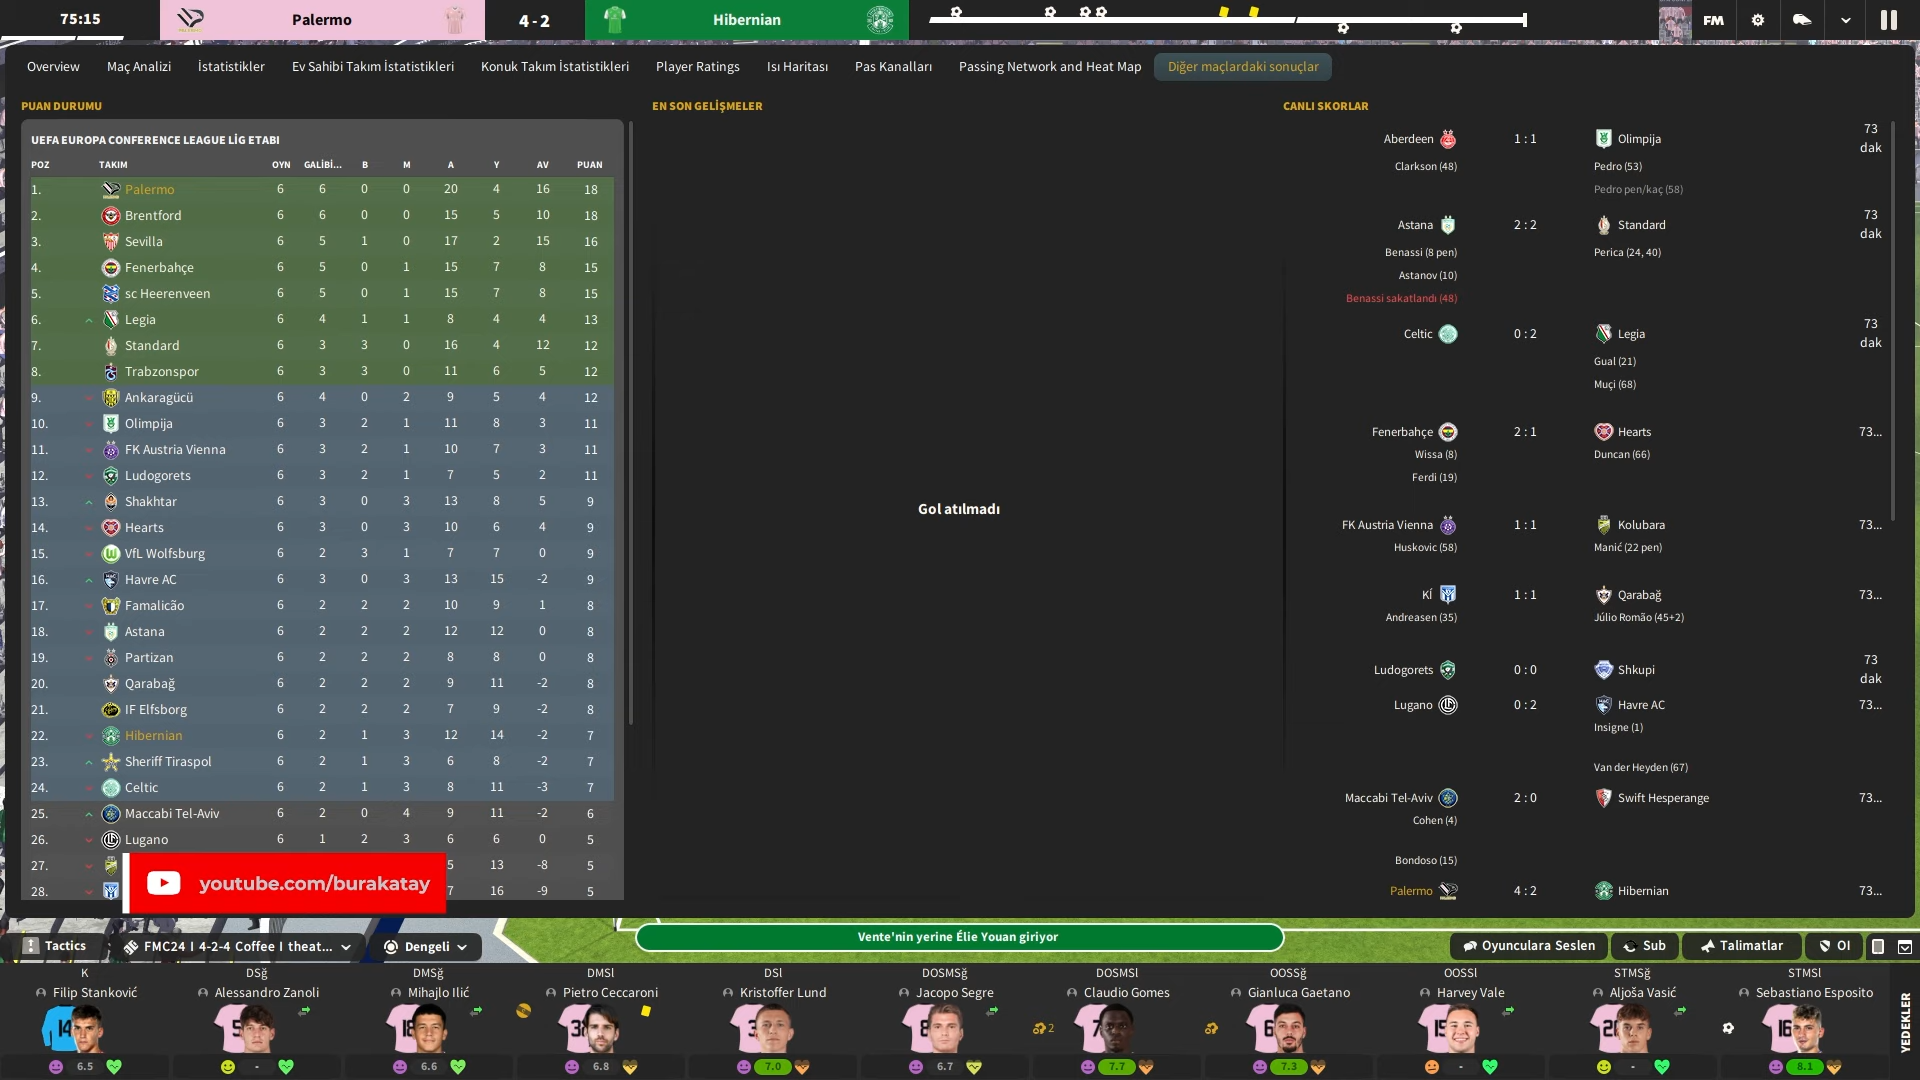 75:15 Palermo 4 - 2 Hibernian FM
Overview Maç Analizi İstatistikler Ev Sahibi Takım İstatistikleri Konuk Takım İstatistikleri Player Ratings Isı Haritası Pas Kanalları Passing Network and Heat Map Diğer maçlardaki sonuçlar
PUAN DURUMU
UEFA EUROPA CONFERENCE LEAGUE LİG ETABI
POZ TAKIM OYN GALİBİ... B M A Y AV PUAN
1. Palermo 6 6 0 0 20 4 16 18
2. Brentford 6 6 0 0 15 5 10 18
3. Sevilla 6 5 1 0 17 2 15 16
4. Fenerbahçe 6 5 0 1 15 7 8 15
5. sc Heerenveen 6 5 0 1 15 7 8 15
6. Legia 6 4 1 1 8 4 4 13
7. Standard 6 3 3 0 16 4 12 12
8. Trabzonspor 6 3 3 0 11 6 5 12
9. Ankaragücü 6 4 0 2 9 5 4 12
10. Olimpija 6 3 2 1 11 8 3 11
11. FK Austria Vienna 6 3 2 1 10 7 3 11
12. Ludogorets 6 3 2 1 7 5 2 11
13. Shakhtar 6 3 0 3 13 8 5 9
14. Hearts 6 3 0 3 10 6 4 9
15. VfL Wolfsburg 6 2 3 1 7 7 0 9
16. Havre AC 6 3 0 3 13 15 -2 9
17. Famalicão 6 2 2 2 10 9 1 8
18. Astana 6 2 2 2 12 12 0 8
19. Partizan 6 2 2 2 8 8 0 8
20. Qarabağ 6 2 2 2 9 11 -2 8
21. IF Elfsborg 6 2 2 2 7 9 -2 8
22. Hibernian 6 2 1 3 12 14 -2 7
23. Sheriff Tiraspol 6 2 1 3 6 8 -2 7
24. Celtic 6 2 1 3 8 11 -3 7
25. Maccabi Tel-Aviv 6 2 0 4 9 11 -2 6
26. Lugano 6 1 2 3 6 6 0 5
27. 5 13 -8 5
28. 7 16 -9 5
youtube.com/burakatay
EN SON GELİŞMELER
Gol atılmadı
CANLI SKORLAR
Aberdeen 1 : 1 Olimpija 73 dak
Clarkson (48) Pedro (53)
Pedro pen/kaç (58)
Astana 2 : 2 Standard 73 dak
Benassi (8 pen) Perica (24, 40)
Astanov (10)
Benassi sakatlandı (48)
Celtic 0 : 2 Legia 73 dak
Gual (21)
Muçi (68)
Fenerbahçe 2 : 1 Hearts 73...
Wissa (8) Duncan (66)
Ferdi (19)
FK Austria Vienna 1 : 1 Kolubara 73...
Huskovic (58) Manić (22 pen)
KÍ 1 : 1 Qarabağ 73...
Andreasen (35) Júlio Romão (45+2)
Ludogorets 0 : 0 Shkupi 73 dak
Lugano 0 : 2 Havre AC 73...
Insigne (1)
Van der Heyden (67)
Maccabi Tel-Aviv 2 : 0 Swift Hesperange 73...
Cohen (4)
Bondoso (15)
Palermo 4 : 2 Hibernian 73...
Vente'nin yerine Élie Youan giriyor
Tactics FMC24 I 4-2-4 Coffee I theat... Dengeli Oyunculara Seslen Sub Talimatlar OI
K DSğ DMSğ DMSl DSl DOSMSğ DOSMSl OOSSğ OOSSl STMSğ STMSl
Filip Stanković Alessandro Zanoli Mihajlo Ilić Pietro Ceccaroni Kristoffer Lund Jacopo Segre Claudio Gomes Gianluca Gaetano Harvey Vale Aljoša Vasić Sebastiano Esposito
14 5 18 3 8 2 7 6 15 16
6.5 - 6.6 6.8 7.0 6.7 7.7 7.3 - - 8.1
YEDEKLER